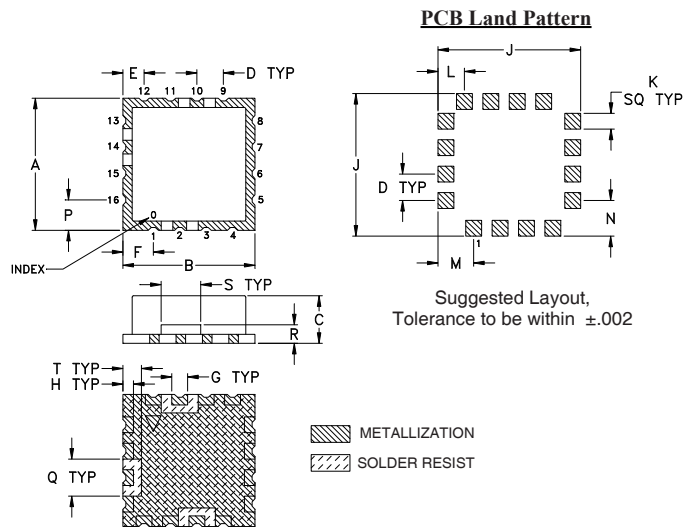 PCB Land Pattern
E
D TYP
12 11 10 9
13
14
15
16
8
7
6
5
A
P
0
1 2 3 4
INDEX
F
B
J
L
K
SQ TYP
J
D TYP
N
1
M
Suggested Layout,
Tolerance to be within ±.002
S TYP
C
R
T TYP
H TYP
G TYP
Q TYP
METALLIZATION
SOLDER RESIST